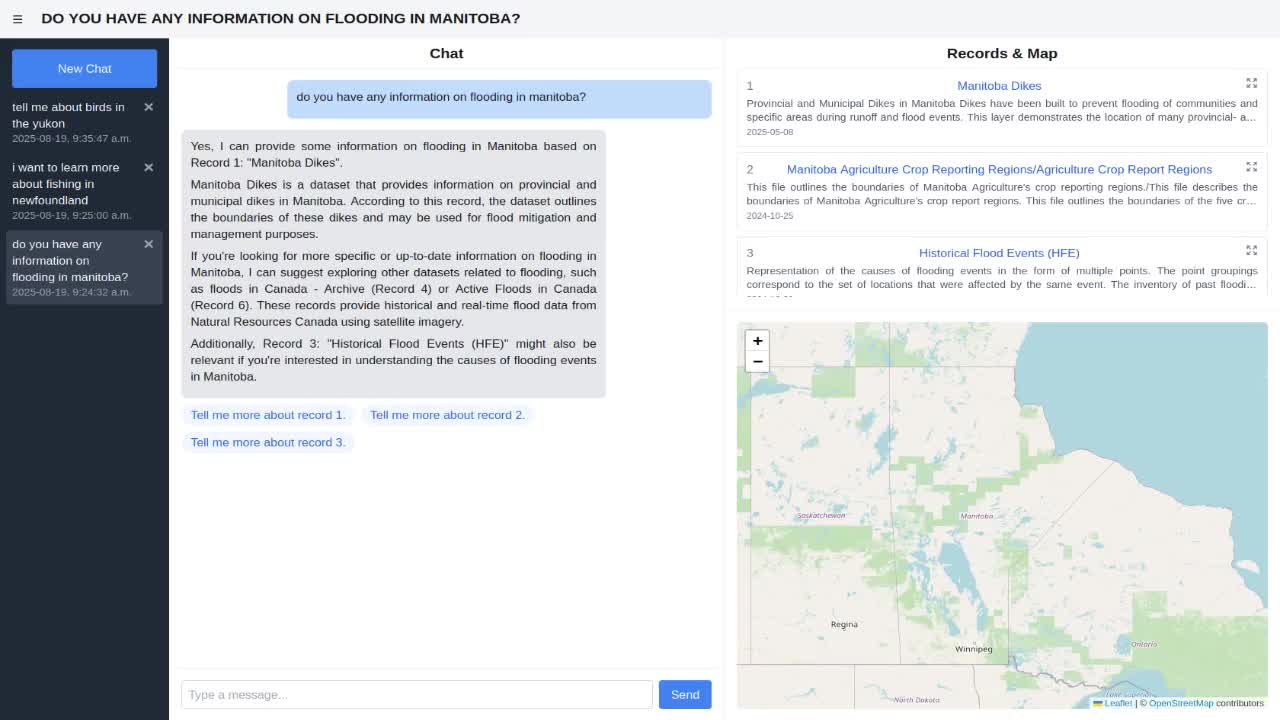 ☰ DO YOU HAVE ANY INFORMATION ON FLOODING IN MANITOBA?
New Chat
tell me about birds in
the yukon
2025-08-19, 9:35:47 a.m.
i want to learn more
about fishing in
newfoundland
2025-08-19, 9:25:00 a.m.
do you have any
information on
flooding in manitoba?
2025-08-19, 9:24:32 a.m.
Chat
do you have any information on flooding in manitoba?
Yes, I can provide some information on flooding in Manitoba based on
Record 1: "Manitoba Dikes".
Manitoba Dikes is a dataset that provides information on provincial and
municipal dikes in Manitoba. According to this record, the dataset outlines
the boundaries of these dikes and may be used for flood mitigation and
management purposes.
If you're looking for more specific or up-to-date information on flooding in
Manitoba, I can suggest exploring other datasets related to flooding, such
as floods in Canada - Archive (Record 4) or Active Floods in Canada
(Record 6). These records provide historical and real-time flood data from
Natural Resources Canada using satellite imagery.
Additionally, Record 3: "Historical Flood Events (HFE)" might also be
relevant if you're interested in understanding the causes of flooding events
in Manitoba.
Tell me more about record 1. Tell me more about record 2.
Tell me more about record 3.
Type a message...
Send
Records & Map
1 Manitoba Dikes
Provincial and Municipal Dikes in Manitoba Dikes have been built to prevent flooding of communities and
specific areas during runoff and flood events. This layer demonstrates the location of many provincial- a...
2025-05-08
2 Manitoba Agriculture Crop Reporting Regions/Agriculture Crop Report Regions
This file outlines the boundaries of Manitoba Agriculture's crop reporting regions./This file describes the
boundaries of Manitoba Agriculture's crop report regions. This file outlines the boundaries of the five cr...
2024-10-25
3 Historical Flood Events (HFE)
Representation of the causes of flooding events in the form of multiple points. The point groupings
correspond to the set of locations that were affected by the same event. The inventory of past floodi...
+
−
Saskatchewan
Manitoba
Regina
Winnipeg
Ontario
Lake Superior
North Dakota
Leaflet | © OpenStreetMap contributors